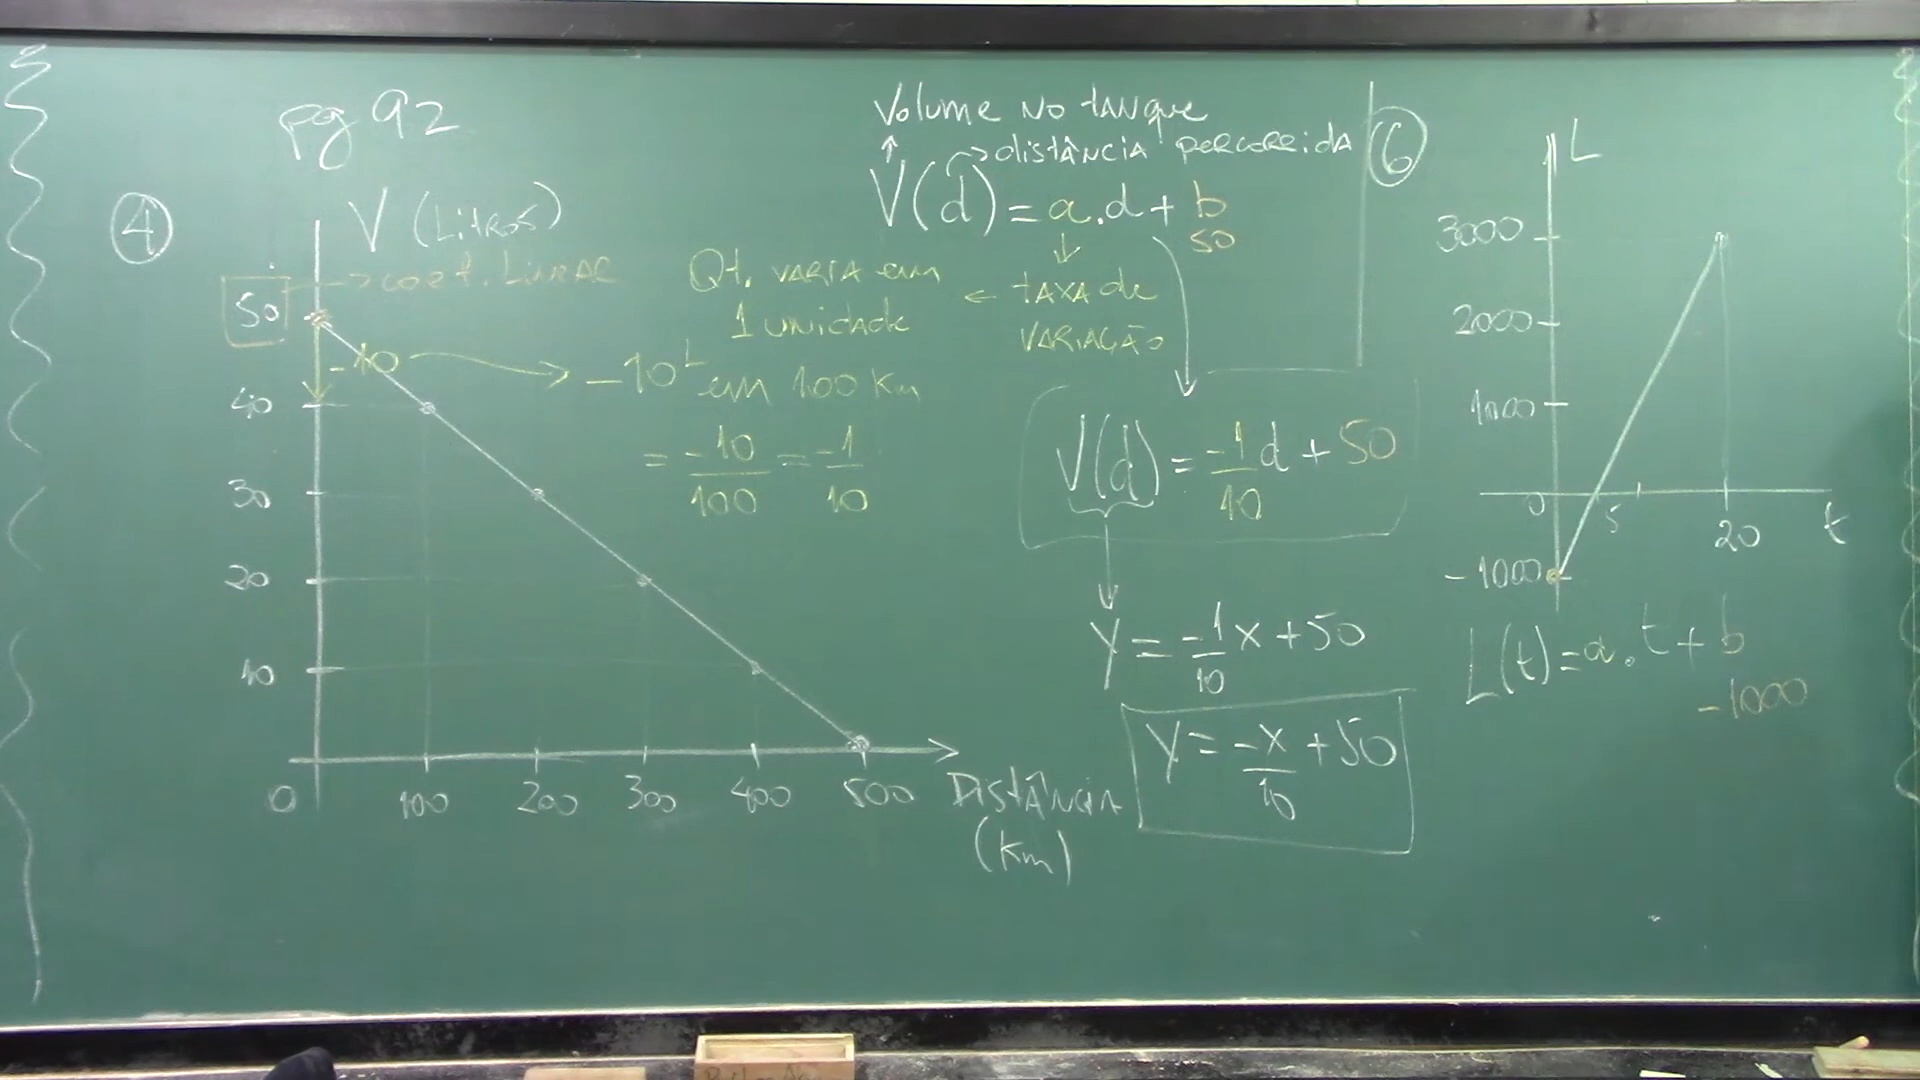 pg 92
4
V (Litros)
50
→ coef. Linear
-10
→ -10L em 100 Km
= -10/100 = -1/10
40
30
20
10
0 100 200 300 400 500
Distância
(Km)
Volume no tanque
↑ → distância percorrida
V(d) = a.d + b
50
↓
Qt. varia em ← taxa de
1 unidade variação
V(d) = -1/10 d + 50
Y = -1/10 x + 50
Y = -x/10 + 50
6
L
3000
2000
1000
0 5 20 t
-1000
L(t) = a.t + b
-1000